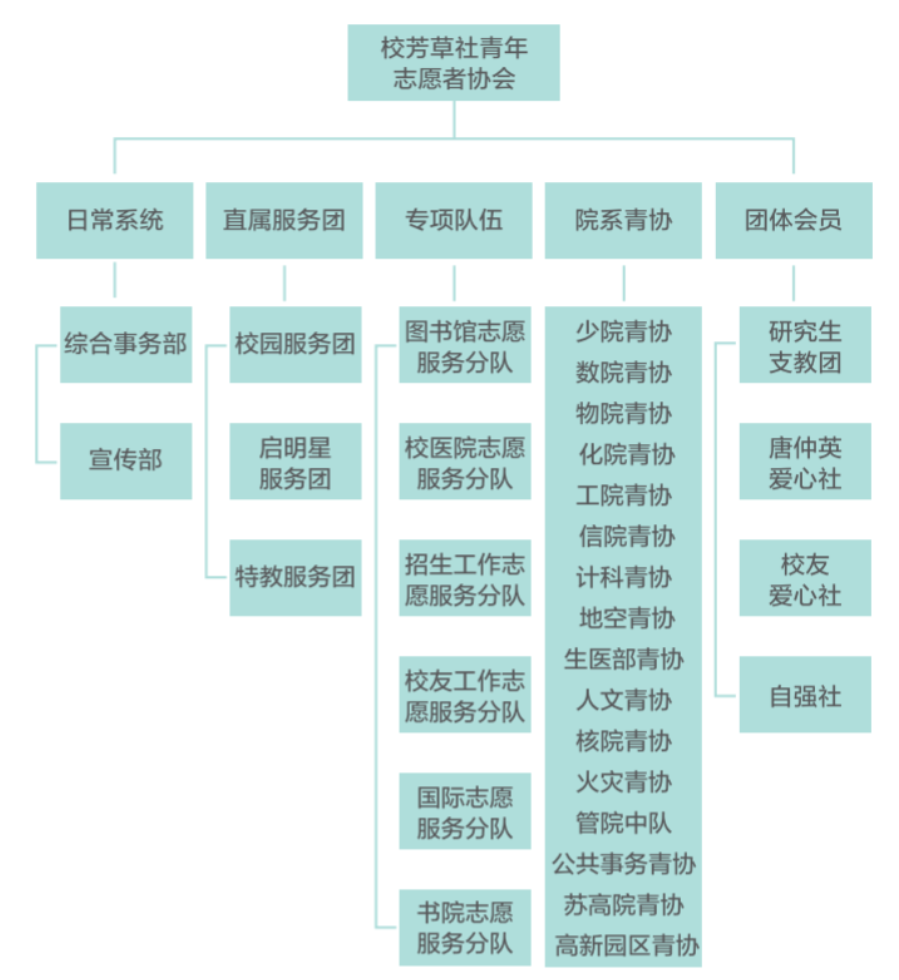 校芳草社青年
志愿者协会
日常系统
直属服务团
专项队伍
院系青协
团体会员
综合事务部
宣传部
校园服务团
启明星
服务团
特教服务团
图书馆志愿
服务分队
校医院志愿
服务分队
招生工作志
愿服务分队
校友工作志
愿服务分队
国际志愿
服务分队
书院志愿
服务分队
少院青协
数院青协
物院青协
化院青协
工院青协
信院青协
计科青协
地空青协
生医部青协
人文青协
核院青协
火灾青协
管院中队
公共事务青协
苏高院青协
高新园区青协
研究生
支教团
唐仲英
爱心社
校友
爱心社
自强社